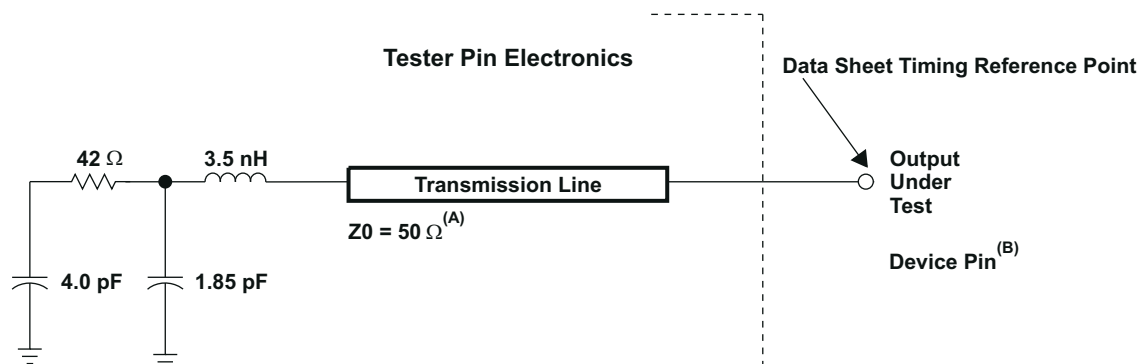 Tester Pin Electronics
Data Sheet Timing Reference Point
42 Ω
3.5 nH
Transmission Line
Output
Under
Test
Z0 = 50 Ω(A)
Device Pin(B)
4.0 pF
1.85 pF